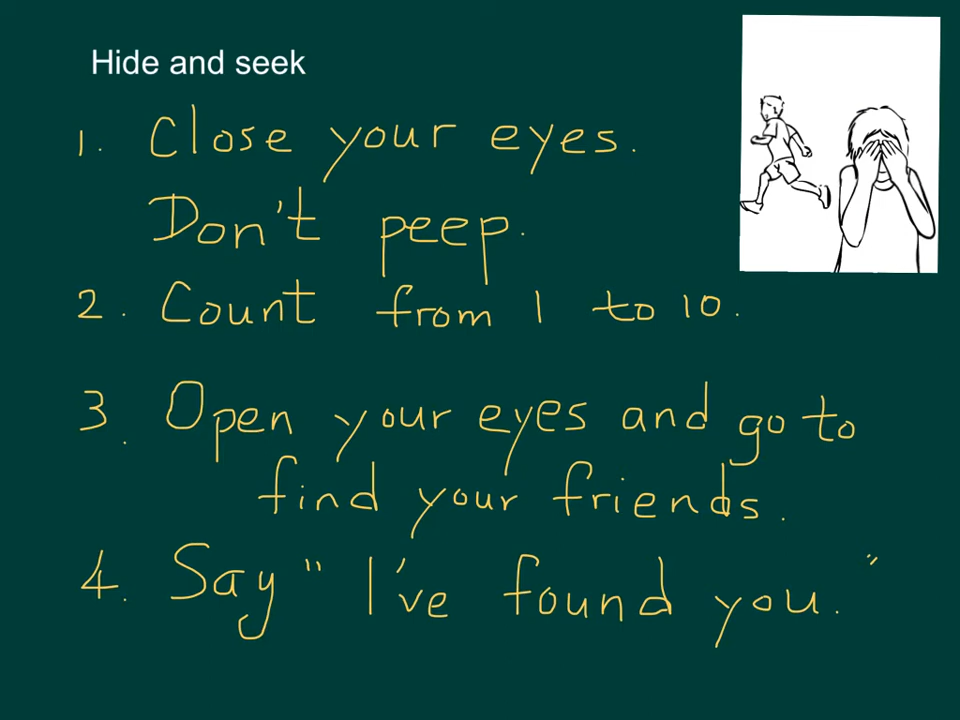 Hide and seek
1. Close your eyes.
Don't peep.
2. Count from 1 to 10.
3. Open your eyes and go to
find your friends.
4. Say " I've found you. "